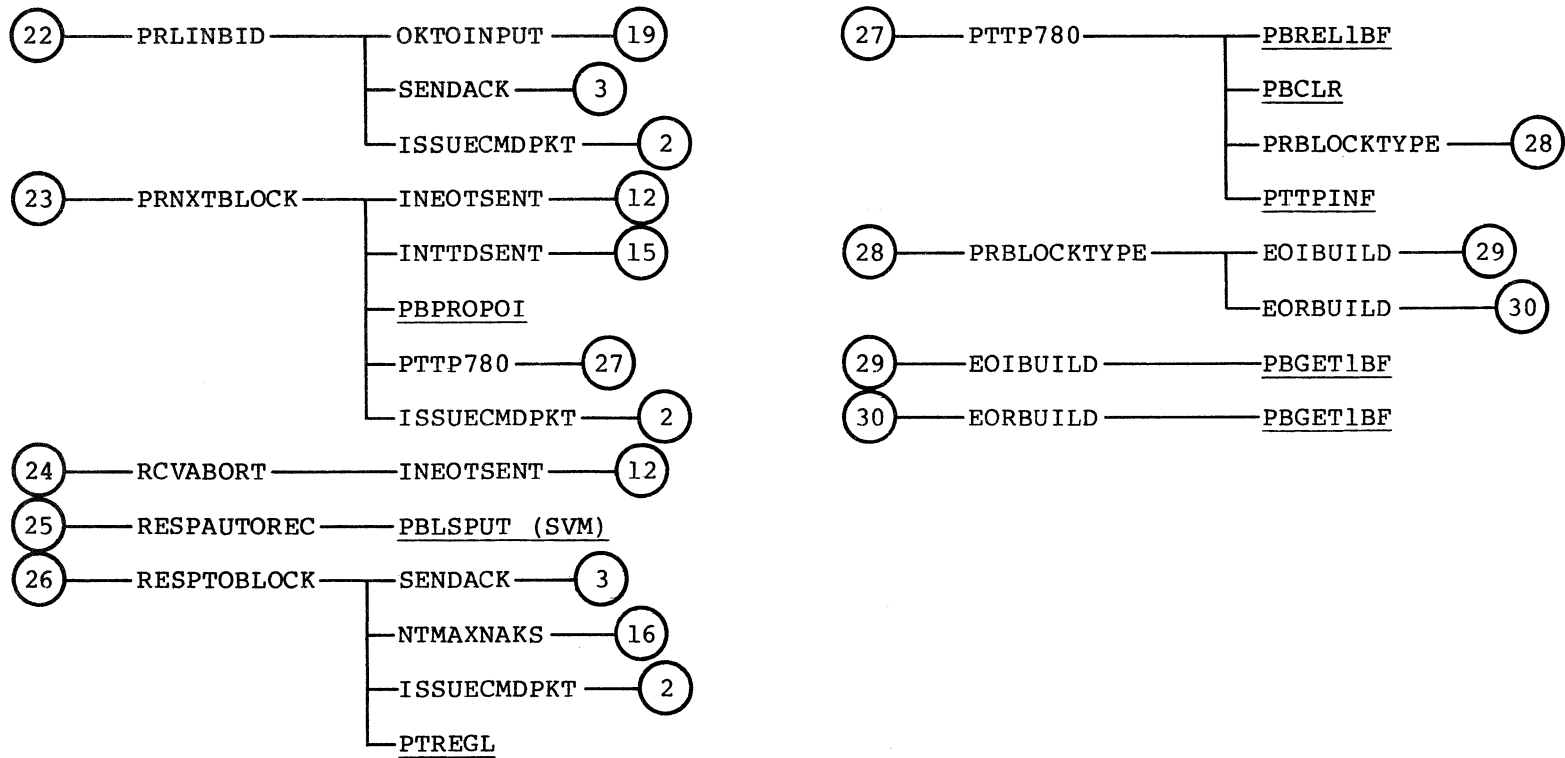 22 PRLINBID OKTOINPUT 19
SENDACK 3
ISSUECMDPKT 2
23 PRNXTBLOCK INEOTSENT 12
INTTDSENT 15
PBPROPOI
PTTP780 27
ISSUECMDPKT 2
24 RCVABORT INEOTSENT 12
25 RESPAUTOREC PBLSPUT (SVM)
26 RESPTOBLOCK SENDACK 3
NTMAXNAKS 16
ISSUECMDPKT 2
PTREGL
27 PTTP780 PBREL1BF
PBCLR
PRBLOCKTYPE 28
PTTPINF
28 PRBLOCKTYPE EOIBUILD 29
EORBUILD 30
29 EOIBUILD PBGET1BF
30 EORBUILD PBGET1BF